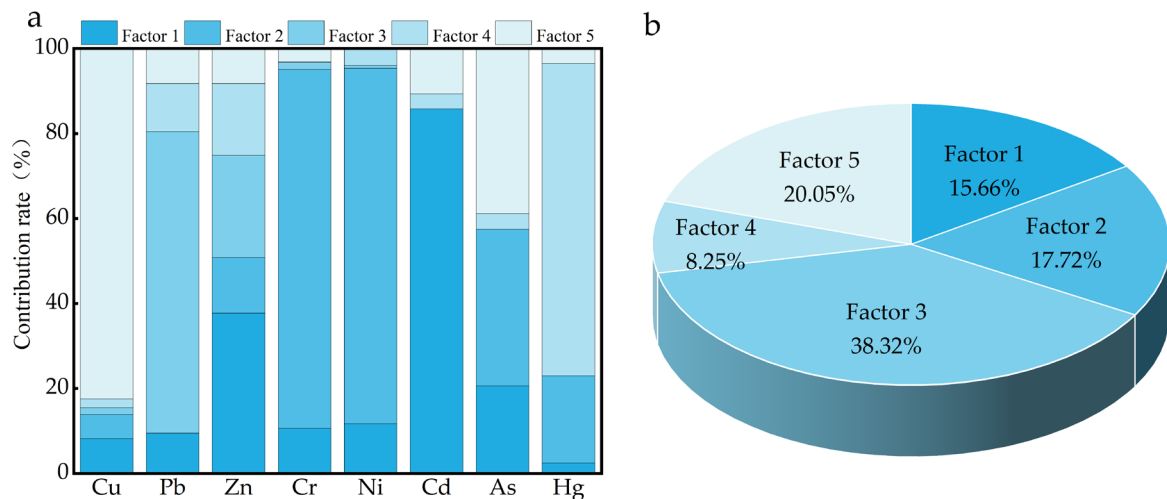 a
Factor 1 Factor 2 Factor 3 Factor 4 Factor 5
100
80
60
40
20
0
Contribution rate (%)
Cu Pb Zn Cr Ni Cd As Hg
b
Factor 1
15.66%
Factor 2
17.72%
Factor 3
38.32%
Factor 4
8.25%
Factor 5
20.05%